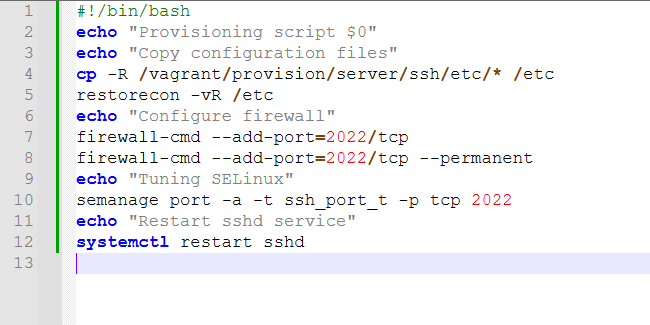 1 #!/bin/bash
2 echo "Provisioning script $0"
3 echo "Copy configuration files"
4 cp -R /vagrant/provision/server/ssh/etc/* /etc
5 restorecon -vR /etc
6 echo "Configure firewall"
7 firewall-cmd --add-port=2022/tcp
8 firewall-cmd --add-port=2022/tcp --permanent
9 echo "Tuning SELinux"
10 semanage port -a -t ssh_port_t -p tcp 2022
11 echo "Restart sshd service"
12 systemctl restart sshd
13